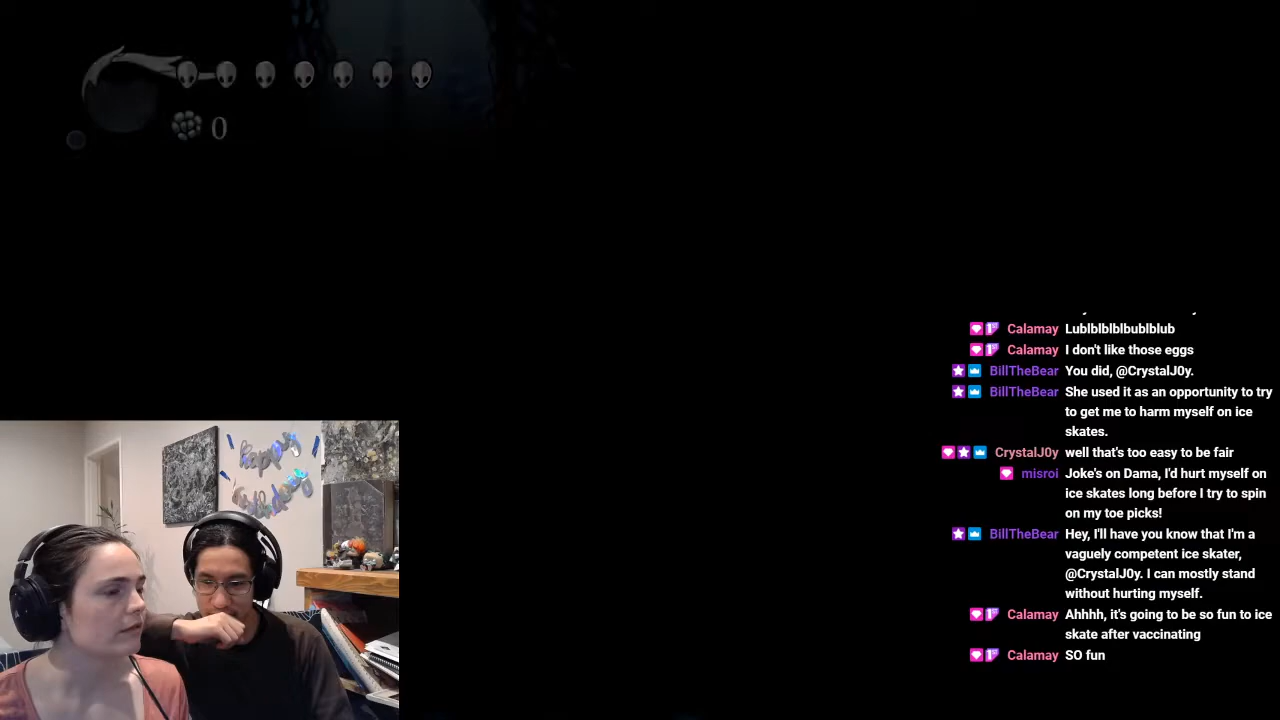 0
Calamay Lublblblblbublblub
Calamay I don't like those eggs
BillTheBear You did, @CrystalJ0y.
BillTheBear She used it as an opportunity to try
to get me to harm myself on ice
skates.
CrystalJ0y well that's too easy to be fair
misroi Joke's on Dama, I'd hurt myself on
ice skates long before I try to spin
on my toe picks!
BillTheBear Hey, I'll have you know that I'm a
vaguely competent ice skater,
@CrystalJ0y. I can mostly stand
without hurting myself.
Calamay Ahhhh, it's going to be so fun to ice
skate after vaccinating
Calamay SO fun
happy